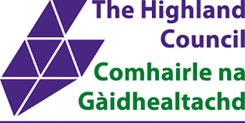 The Highland
Council
Comhairle na
Gàidhealtachd